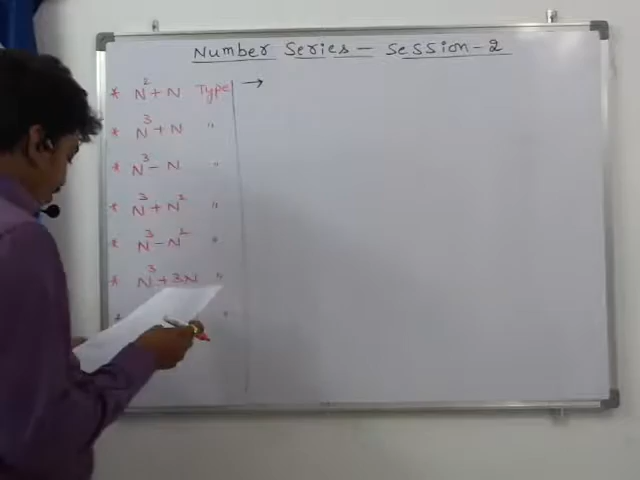 Number Series – Session-2
* N² + N Type →
* N³ + N "
* N³ – N "
* N³ + N² "
* N³ – N² "
* N³ + 3N "
* "